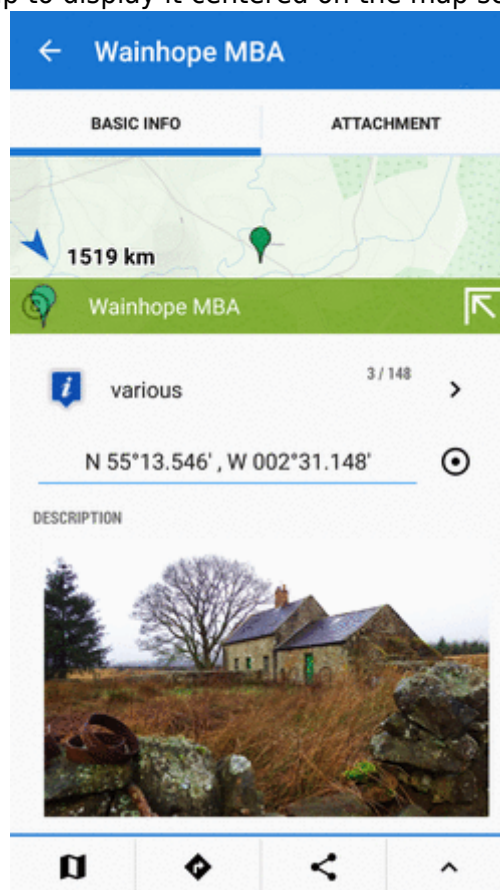 p to display it centered on the map se
Wainhope MBA
BASIC INFO
ATTACHMENT
1519 km
Wainhope MBA
various
3 / 148
N 55°13.546' , W 002°31.148'
DESCRIPTION